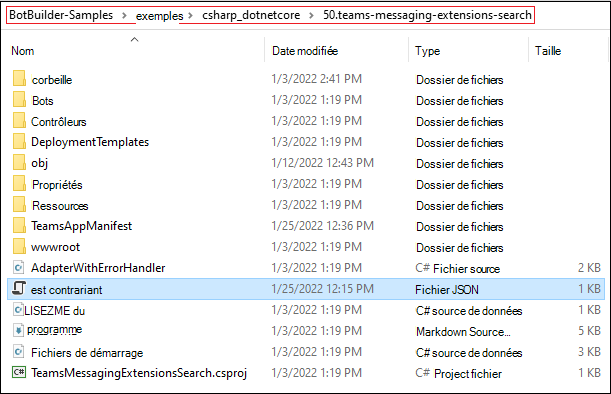 BotBuilder-Samples > exemples > csharp_dotnetcore > 50.teams-messaging-extensions-search
Nom Date modifiée Type Taille
corbeille 1/3/2022 2:41 PM Dossier de fichiers
Bots 1/3/2022 1:19 PM Dossier de fichiers
Contrôleurs 1/3/2022 1:19 PM Dossier de fichiers
DeploymentTemplates 1/3/2022 1:19 PM Dossier de fichiers
obj 1/12/2022 12:43 PM Dossier de fichiers
Propriétés 1/3/2022 1:19 PM Dossier de fichiers
Ressources 1/3/2022 1:19 PM Dossier de fichiers
TeamsAppManifest 1/25/2022 12:36 PM Dossier de fichiers
wwwroot 1/3/2022 1:19 PM Dossier de fichiers
AdapterWithErrorHandler 1/3/2022 1:19 PM C# Fichier source 2 KB
est contrariant 1/25/2022 12:15 PM Fichier JSON 1 KB
LISEZME du 1/3/2022 1:19 PM C# source de données 1 KB
programme 1/3/2022 1:19 PM Markdown Source... 5 KB
Fichiers de démarrage 1/3/2022 1:19 PM C# source de données 3 KB
TeamsMessagingExtensionsSearch.csproj 1/3/2022 1:19 PM C# Project fichier 1 KB